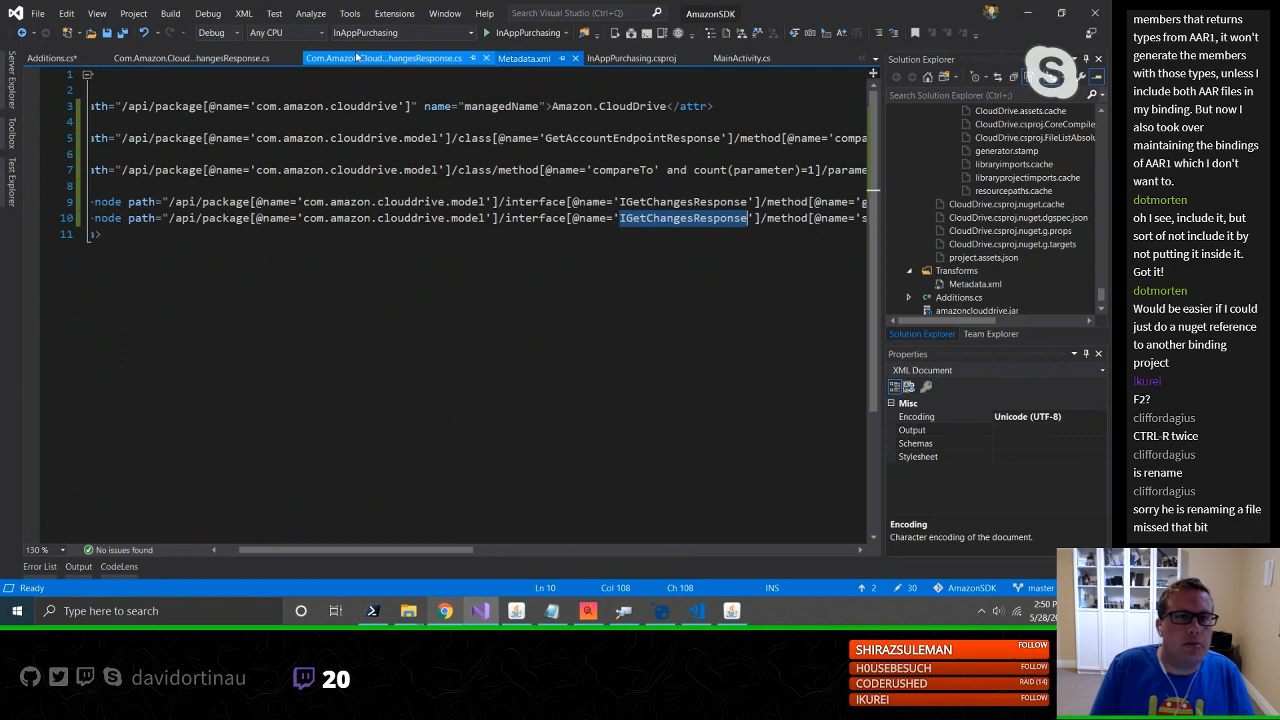 File Edit View Project Build Debug XML Test Analyze Tools Extensions Window Help Search Visual Studio (Ctrl+Q) AmazonSDK
Debug Any CPU InAppPurchasing InAppPurchasing
Additions.cs* Com.Amazon.Cloud...hangesResponse.cs Com.Amazon.Cloud...hangesResponse.cs Metadata.xml InAppPurchasing.csproj MainActivity.cs
Server Explorer
Toolbox
Test Explorer
1
2
3 ath="/api/package[@name='com.amazon.clouddrive']" name="managedName">Amazon.CloudDrive</attr>
4
5 ath="/api/package[@name='com.amazon.clouddrive.model']/class[@name='GetAccountEndpointResponse']/method[@name='compa
6
7 ath="/api/package[@name='com.amazon.clouddrive.model']/class/method[@name='compareTo' and count(parameter)=1]/parame
8
9 -node path="/api/package[@name='com.amazon.clouddrive.model']/interface[@name='IGetChangesResponse']/method[@name='g
10 -node path="/api/package[@name='com.amazon.clouddrive.model']/interface[@name='IGetChangesResponse']/method[@name='s
11 a>
130 % No issues found
Error List Output CodeLens
Ready Ln 10 Col 108 Ch 108 INS 2 30 AmazonSDK master
Solution Explorer
Search Solution Explorer
CloudDrive.assets.cache
CloudDrive.csproj.CoreCompile
CloudDrive.csproj.FileListAbsolu
generator.stamp
libraryimports.cache
libraryprojectimports.cache
resourcepaths.cache
CloudDrive.csproj.nuget.cache
CloudDrive.csproj.nuget.dgspec.json
CloudDrive.csproj.nuget.g.props
CloudDrive.csproj.nuget.g.targets
project.assets.json
Transforms
Metadata.xml
Additions.cs
amazonclouddrive.jar
Solution Explorer Team Explorer
Properties
XML Document
Misc
Encoding Unicode (UTF-8)
Output
Schemas
Stylesheet
Encoding
Character encoding of the document.
Type here to search
2:50 P
5/28/20
members that returns
types from AAR1, it won't
generate the members
with those types, unless I
include both AAR files in
my binding. But now I
also took over
maintaining the bindings
of AAR1 which I don't
want to.
dotmorten
oh I see, include it, but
sort of not include it by
not putting it inside it.
Got it!
dotmorten
Would be easier if I could
just do a nuget reference
to another binding
project
ikurei
F2?
cliffordagius
CTRL-R twice
cliffordagius
is rename
cliffordagius
sorry he is renaming a file
missed that bit
davidortinau 20
SHIRAZSULEMAN FOLLOW
H0USEBESUCH FOLLOW
CODERUSHED RAID (14)
IKUREI FOLLOW